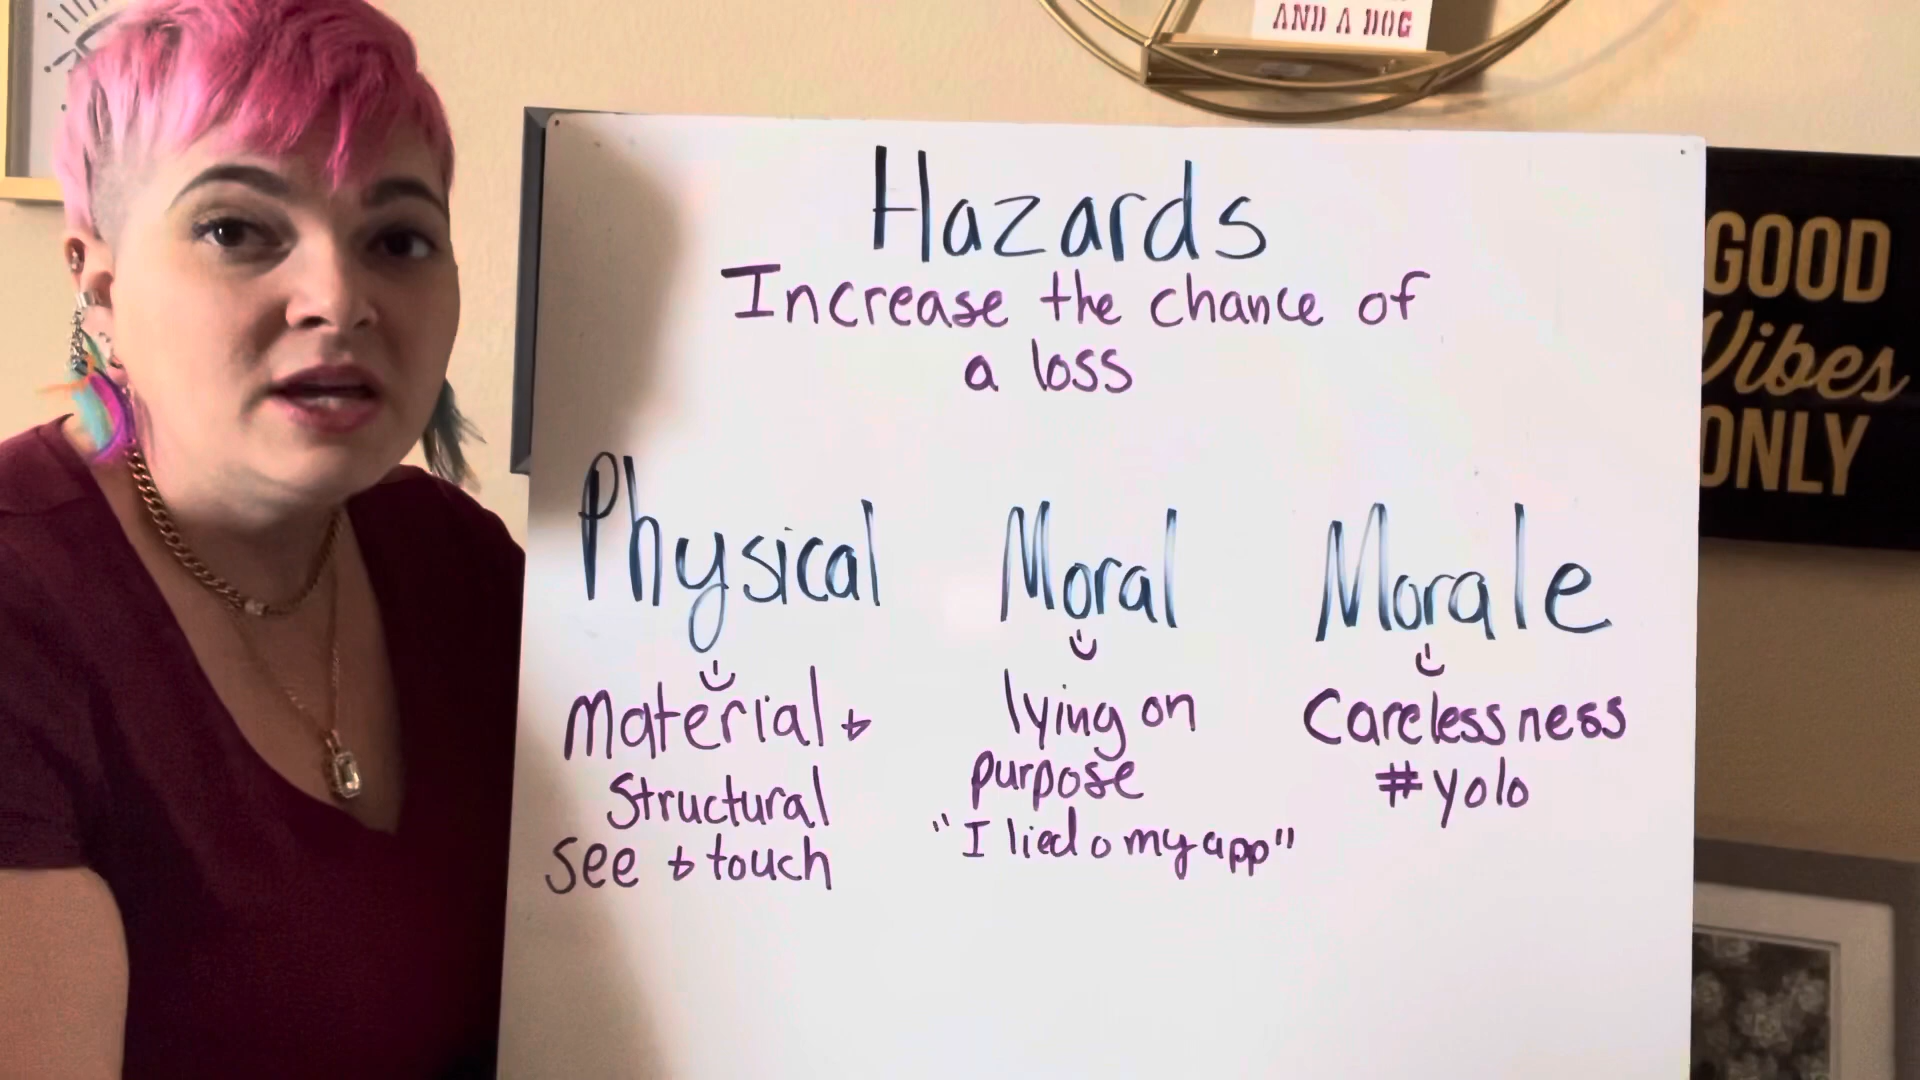 AND A DOG
Hazards
Increase the chance of
a loss
GOOD
Vibes
ONLY
Physical
Material &
Structural
See & touch
Moral
lying on
purpose
"I lied o my app"
Morale
Carelessness
#yolo